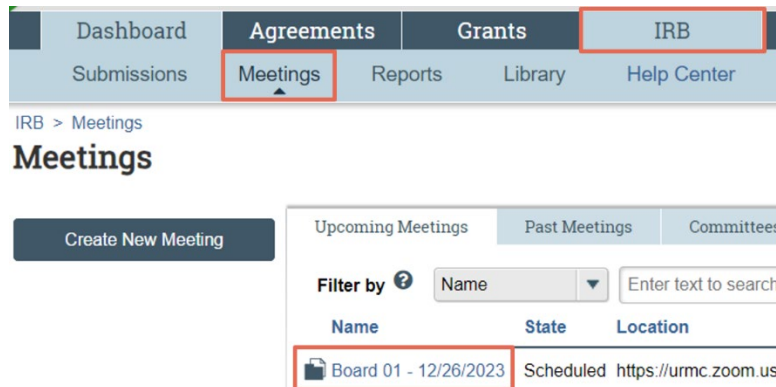 Dashboard Agreements Grants IRB
Submissions Meetings Reports Library Help Center
IRB > Meetings
Meetings
Create New Meeting
Upcoming Meetings Past Meetings Committees
Filter by ? Name Enter text to search
Name State Location
Board 01 - 12/26/2023 Scheduled https://urmc.zoom.us